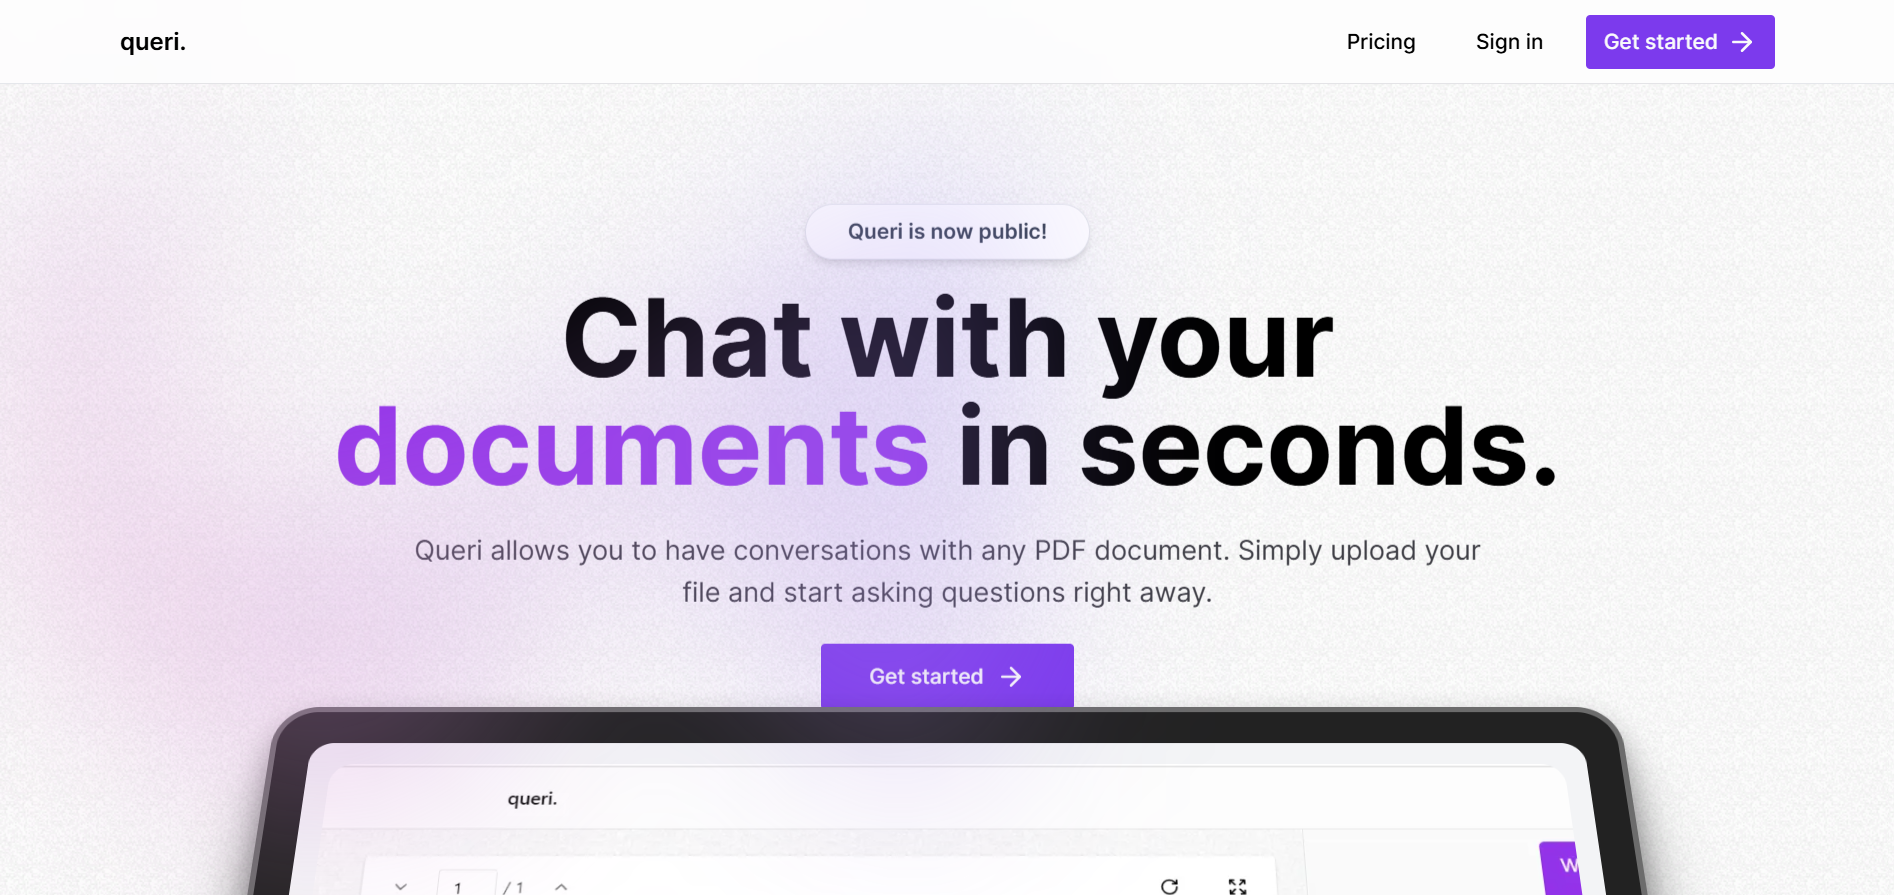 queri.
Pricing
Sign in
Get started
Queri is now public!
Chat with your
documents in seconds.
Queri allows you to have conversations with any PDF document. Simply upload your
file and start asking questions right away.
Get started
queri.
1 / 1